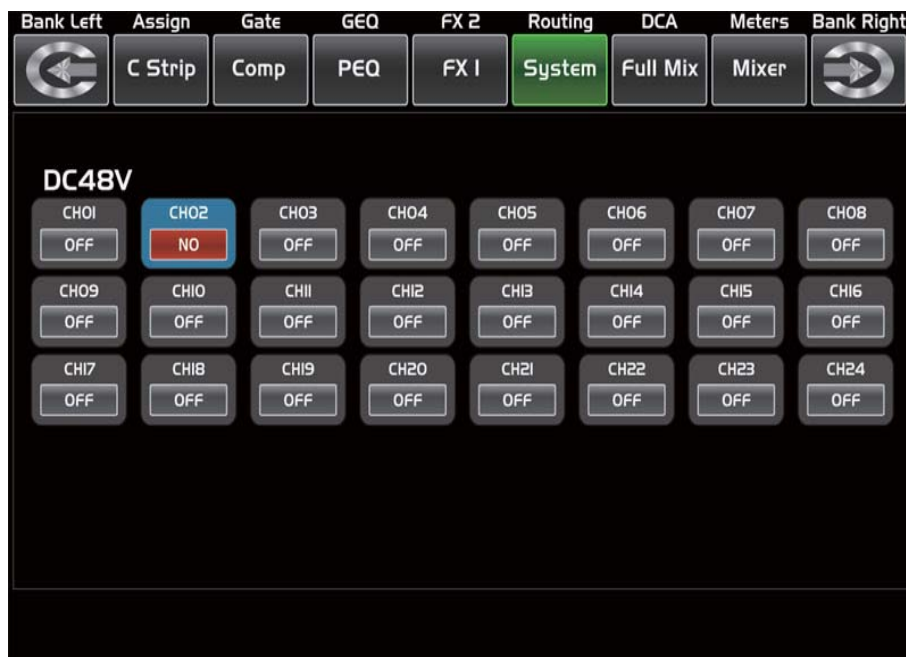 Bank Left Assign Gate GEQ FX 2 Routing DCA Meters Bank Right
C Strip Comp PEQ FX 1 System Full Mix Mixer
DC48V
CH01 CH02 CH03 CH04 CH05 CH06 CH07 CH08
OFF NO OFF OFF OFF OFF OFF OFF
CH09 CH10 CH11 CH12 CH13 CH14 CH15 CH16
OFF OFF OFF OFF OFF OFF OFF OFF
CH17 CH18 CH19 CH20 CH21 CH22 CH23 CH24
OFF OFF OFF OFF OFF OFF OFF OFF